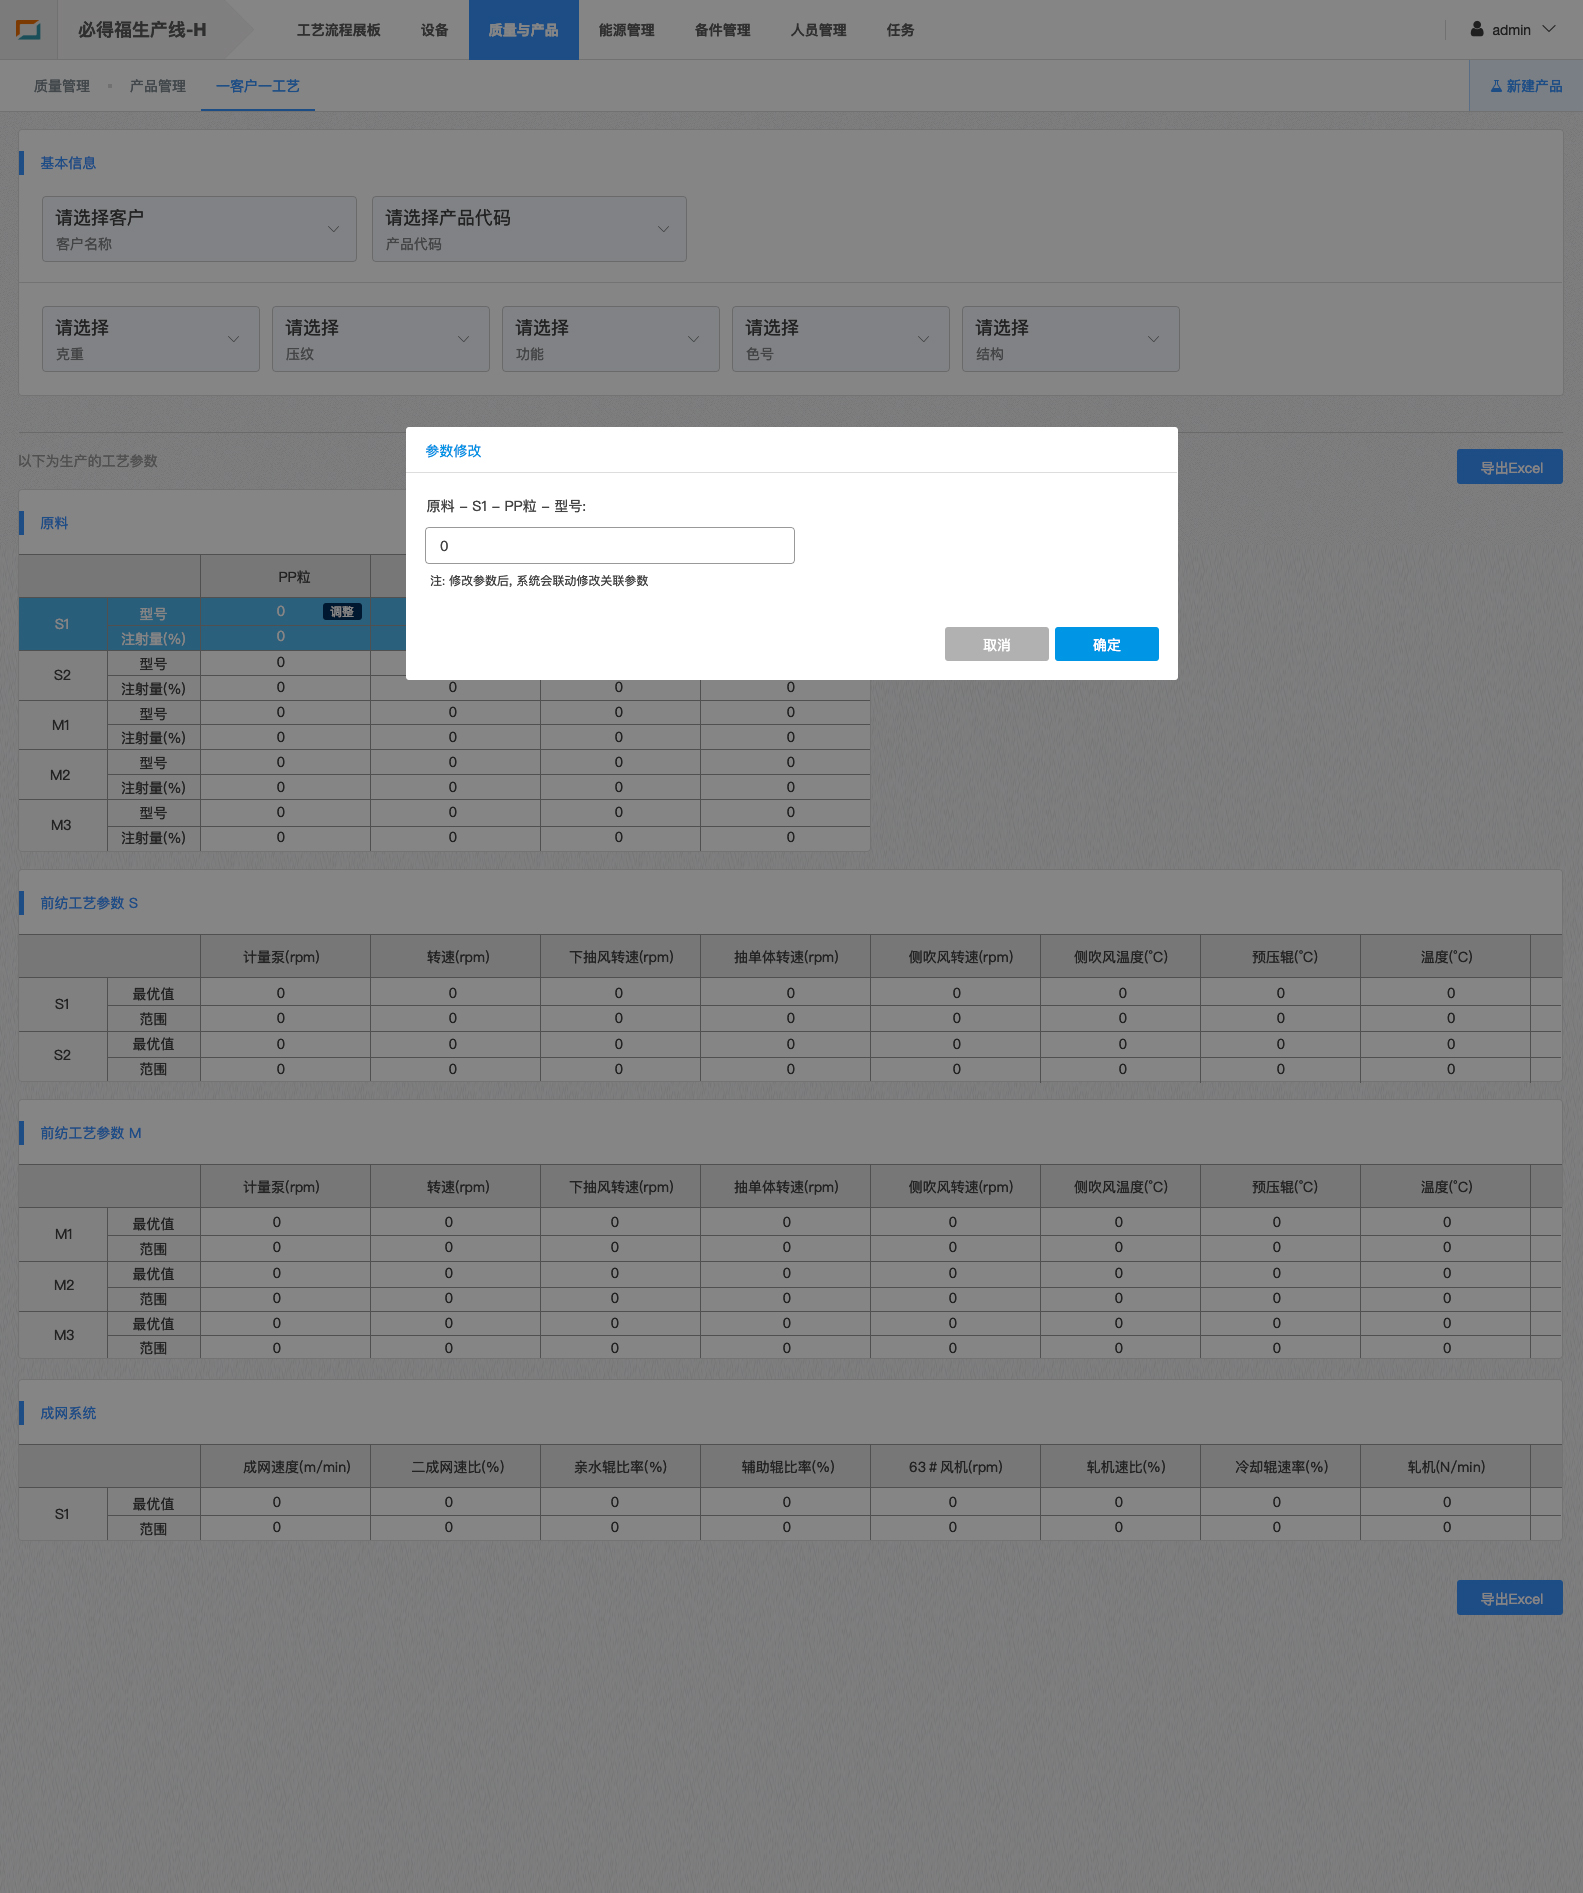 必得福生产线-H 工艺流程展板 设备 质量与产品 能源管理 备件管理 人员管理 任务 admin
质量管理 产品管理 一客户一工艺 新建产品
基本信息
请选择客户 请选择产品代码
客户名称 产品代码
请选择 请选择 请选择 请选择 请选择
克重 压纹 功能 色号 结构
以下为生产的工艺参数 导出Excel
参数修改
原料 – S1 – PP粒 – 型号:
0
注: 修改参数后, 系统会联动修改关联参数
取消 确定
原料
PP粒
S1 型号 0 调整
注射量(%) 0
S2 型号 0
注射量(%) 0 0 0 0
M1 型号 0 0 0 0
注射量(%) 0 0 0 0
M2 型号 0 0 0 0
注射量(%) 0 0 0 0
M3 型号 0 0 0 0
注射量(%) 0 0 0 0
前纺工艺参数 S
计量泵(rpm) 转速(rpm) 下抽风转速(rpm) 抽单体转速(rpm) 侧吹风转速(rpm) 侧吹风温度(°C) 预压辊(°C) 温度(°C)
S1 最优值 0 0 0 0 0 0 0 0
范围 0 0 0 0 0 0 0 0
S2 最优值 0 0 0 0 0 0 0 0
范围 0 0 0 0 0 0 0 0
前纺工艺参数 M
计量泵(rpm) 转速(rpm) 下抽风转速(rpm) 抽单体转速(rpm) 侧吹风转速(rpm) 侧吹风温度(°C) 预压辊(°C) 温度(°C)
M1 最优值 0 0 0 0 0 0 0 0
范围 0 0 0 0 0 0 0 0
M2 最优值 0 0 0 0 0 0 0 0
范围 0 0 0 0 0 0 0 0
M3 最优值 0 0 0 0 0 0 0 0
范围 0 0 0 0 0 0 0 0
成网系统
成网速度(m/min) 二成网速比(%) 亲水辊比率(%) 辅助辊比率(%) 63＃风机(rpm) 轧机速比(%) 冷却辊速率(%) 轧机(N/min)
S1 最优值 0 0 0 0 0 0 0 0
范围 0 0 0 0 0 0 0 0
导出Excel